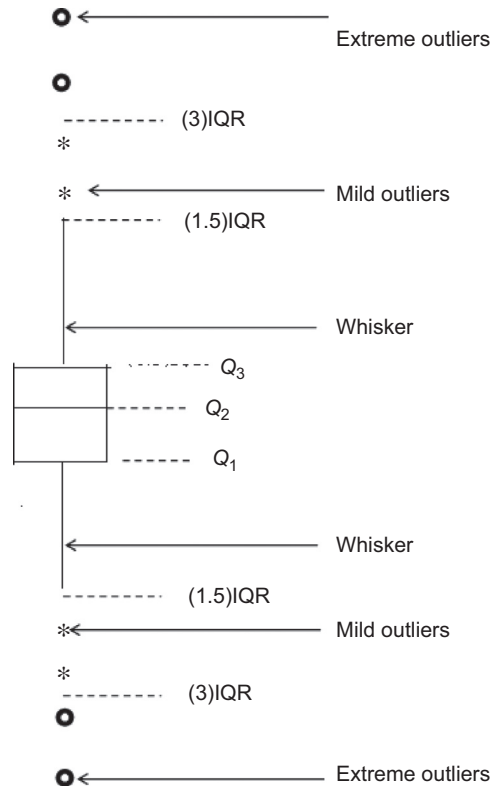 Extreme outliers
(3)IQR
*
* Mild outliers
(1.5)IQR
Whisker
Q₃
Q₂
Q₁
Whisker
(1.5)IQR
* Mild outliers
*
(3)IQR
Extreme outliers